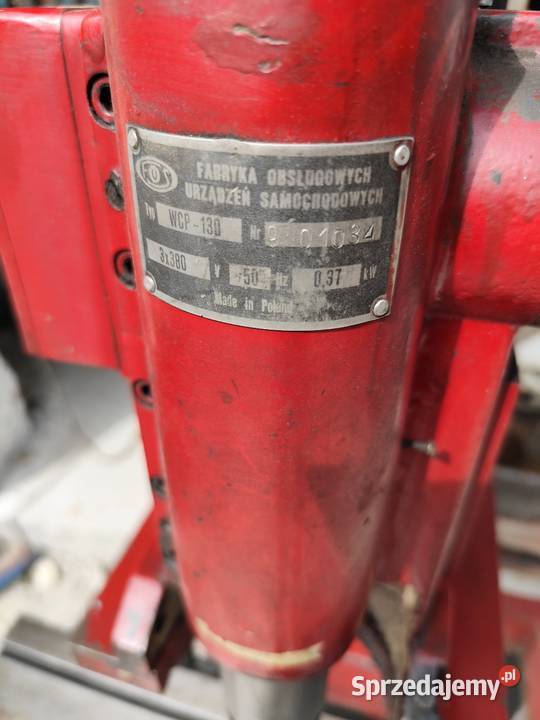 FOS
FABRYKA OBSŁUGOWYCH
URZĄDZEŃ SAMOCHODOWYCH
Typ WCP-130 Nr
3x380 V ~50 Hz 0,37 kW
Made in Poland
Sprzedajemy.pl